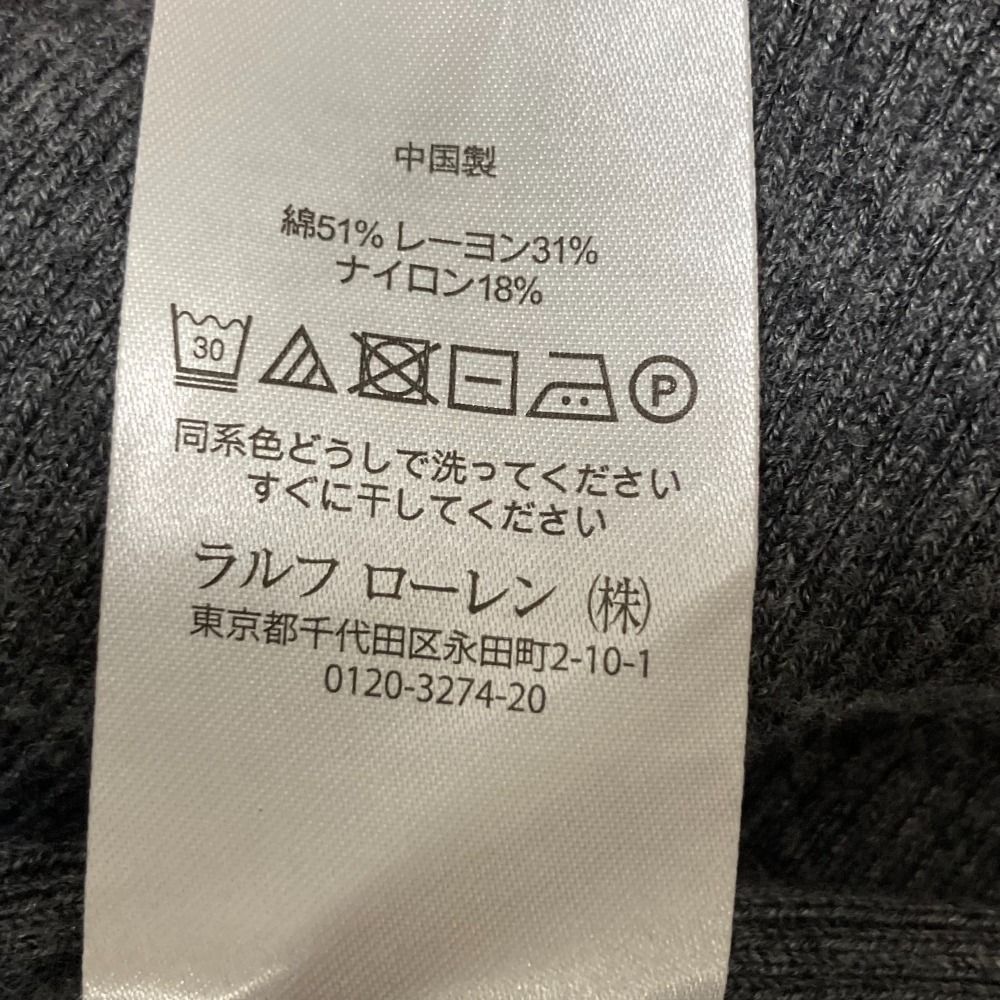 中国製
綿51% レーヨン31%
ナイロン18%
30 P
同系色どうしで洗ってください
すぐに干してください
ラルフ ローレン (株)
東京都千代田区永田町2-10-1
0120-3274-20